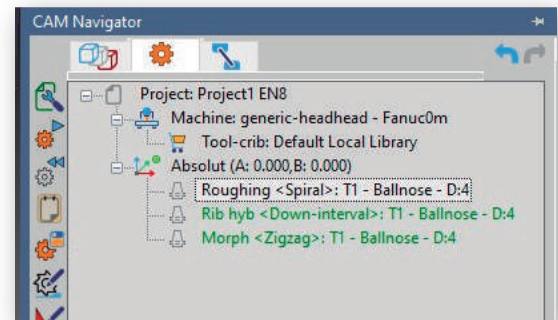 CAM Navigator
Project: Project1 EN8
Machine: generic-headhead - Fanuc0m
Tool-crib: Default Local Library
Absolut (A: 0.000,B: 0.000)
Roughing <Spiral>: T1 - Ballnose - D:4
Rib hyb <Down-interval>: T1 - Ballnose - D:4
Morph <Zigzag>: T1 - Ballnose - D:4